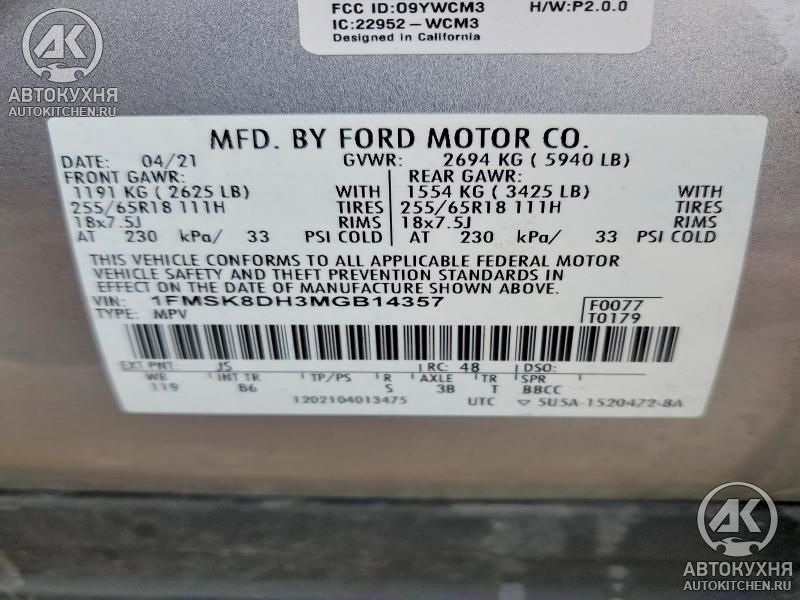 FCC ID:O9YWCM3 H/W:P2.0.0
IC:22952-WCM3
Designed in California
AK
АВТОКУХНЯ
AUTOKITCHEN.RU
MFD. BY FORD MOTOR CO.
DATE: 04/21 GVWR: 2694 KG ( 5940 LB)
FRONT GAWR: REAR GAWR:
1191 KG ( 2625 LB) WITH 1554 KG ( 3425 LB) WITH
255/65R18 111H TIRES 255/65R18 111H TIRES
18x7.5J RIMS 18x7.5J RIMS
AT 230 kPa/ 33 PSI COLD AT 230 kPa/ 33 PSI COLD
THIS VEHICLE CONFORMS TO ALL APPLICABLE FEDERAL MOTOR
VEHICLE SAFETY AND THEFT PREVENTION STANDARDS IN
EFFECT ON THE DATE OF MANUFACTURE SHOWN ABOVE.
VIN: 1FMSK8DH3MGB14357 F0077
TYPE: MPV T0179
EXT PNT: JS RC: 48 DSO:
WB INT TR TP/PS R AXLE TR SPR
119 B6 S 3B T BBCC
1202104013475 UTC ▽ 5U5A-1520472-BA
AK
АВТОКУХНЯ
AUTOKITCHEN.RU